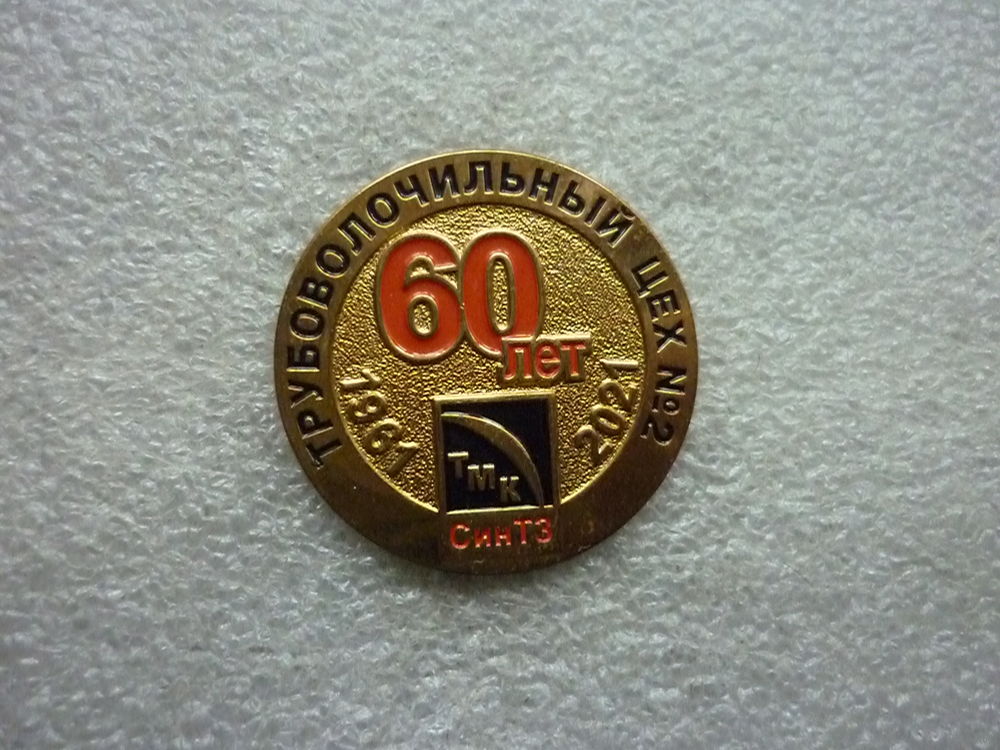 ТРУБОВОЛОЧИЛЬНЫЙ ЦЕХ №2
60
лет
1961
2021
ТМК
СинТЗ